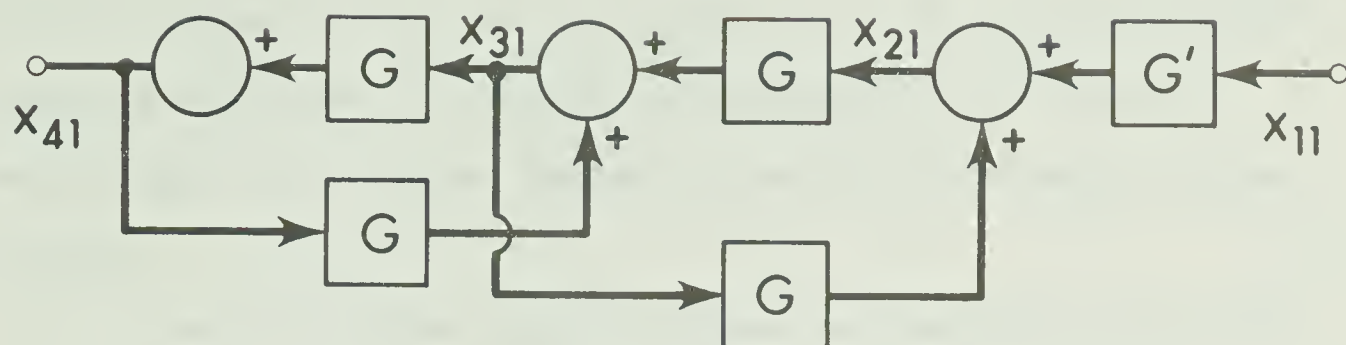 + G X31 + G X21 + G′
X41 + + X11
G
G